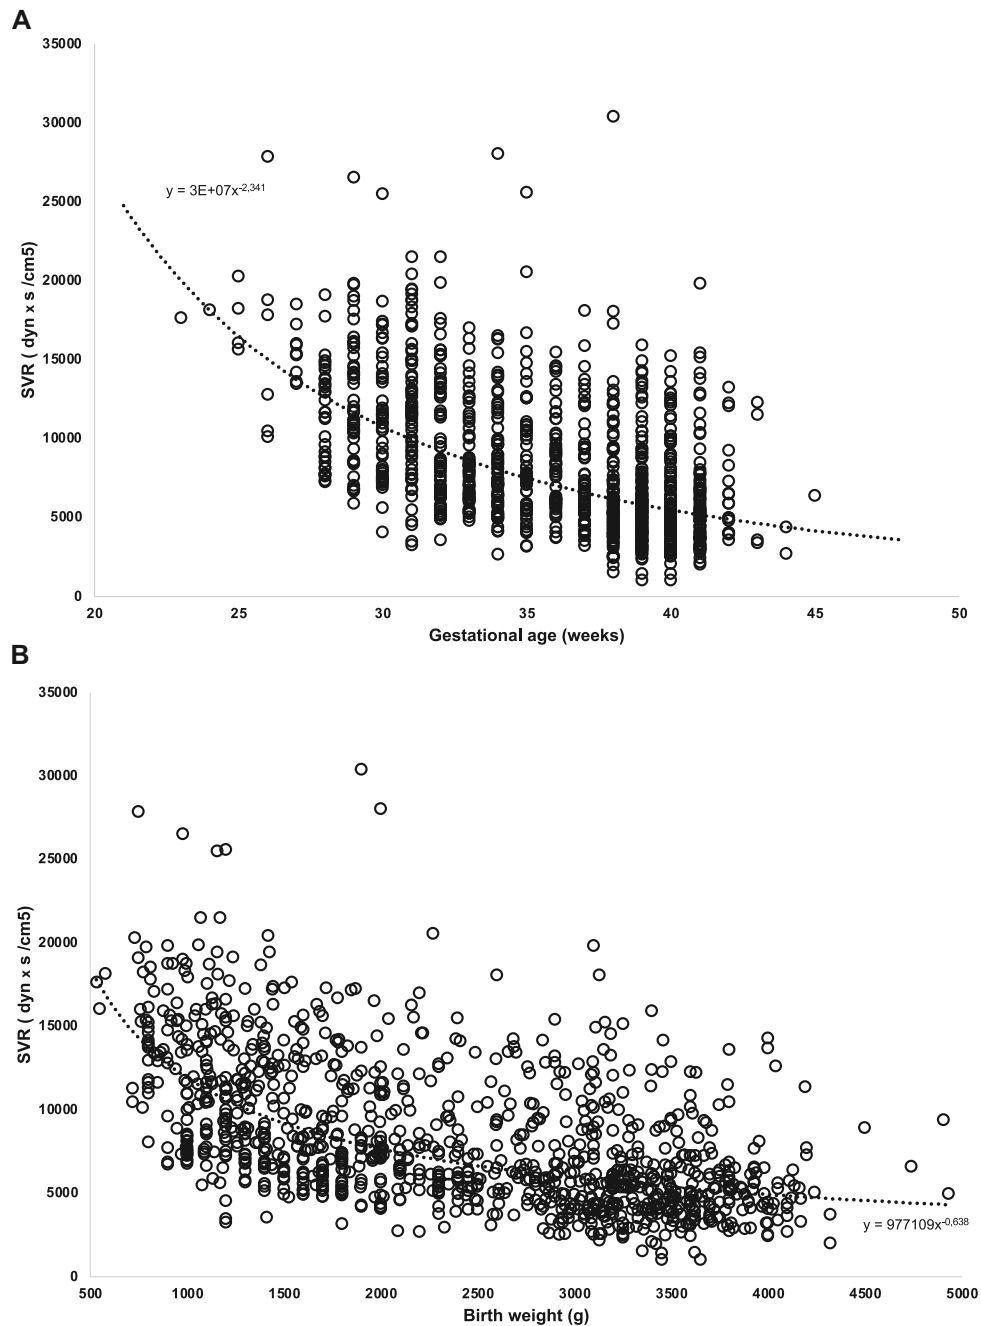 A
35000
30000
25000
20000
15000
10000
5000
0
SVR ( dyn x s /cm5)
y = 3E+07x-2,341
20 25 30 35 40 45 50
Gestational age (weeks)
B
35000
30000
25000
20000
15000
10000
5000
0
SVR ( dyn x s /cm5)
y = 977109x-0,638
500 1000 1500 2000 2500 3000 3500 4000 4500 5000
Birth weight (g)